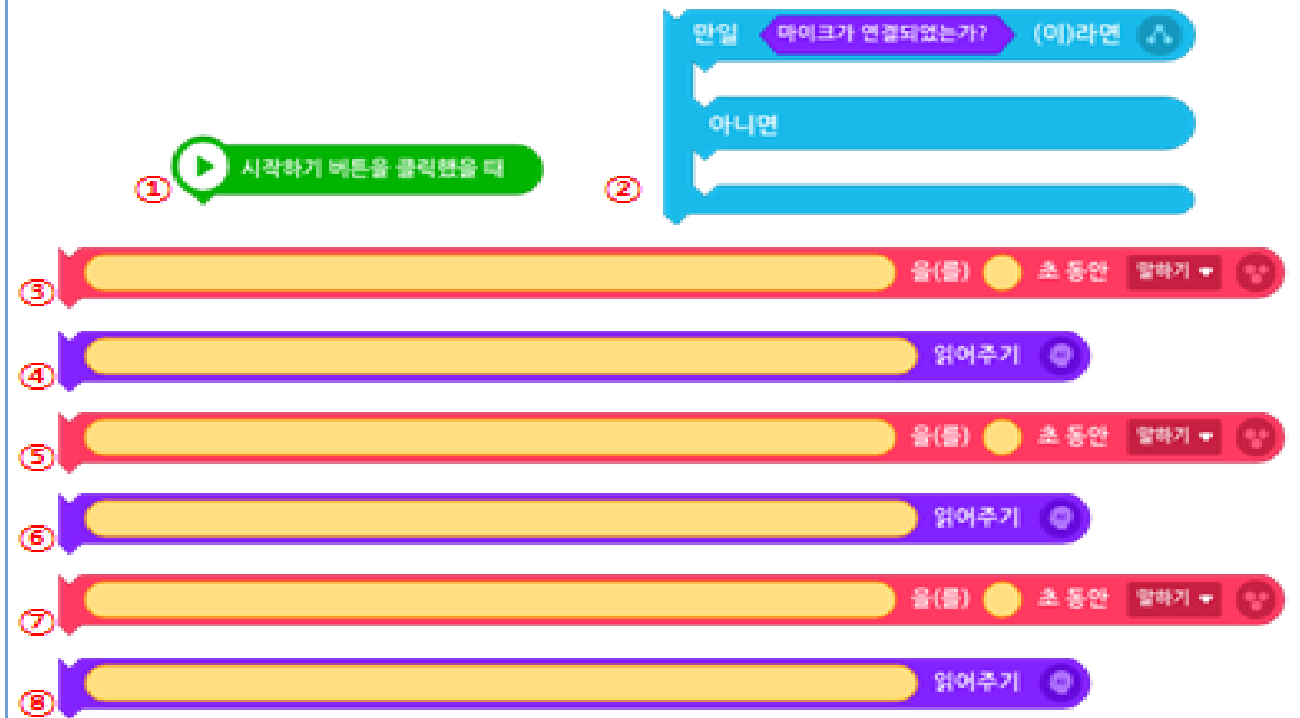 만일 마이크가 연결되었는가? (이)라면
아니면
① 시작하기 버튼을 클릭했을 때
②
③ 을(를) 초 동안 말하기
④ 읽어주기
⑤ 을(를) 초 동안 말하기
⑥ 읽어주기
⑦ 을(를) 초 동안 말하기
⑧ 읽어주기